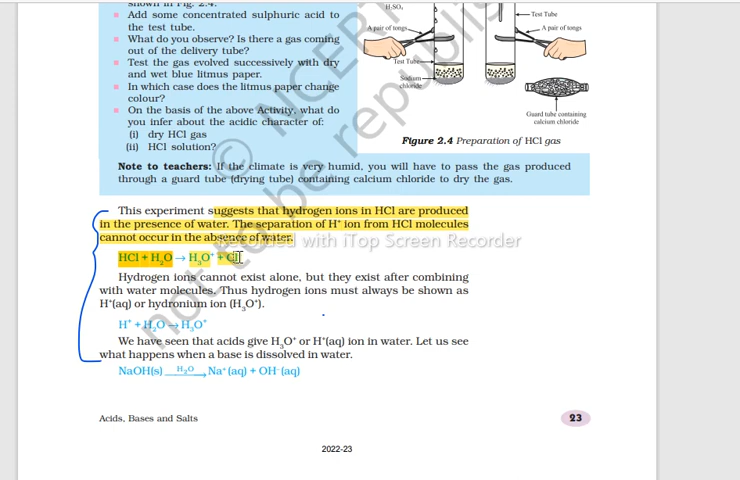 shown in Fig. 2.4.
Add some concentrated sulphuric acid to
the test tube.
What do you observe? Is there a gas coming
out of the delivery tube?
Test the gas evolved successively with dry
and wet blue litmus paper.
In which case does the litmus paper change
colour?
On the basis of the above Activity, what do
you infer about the acidic character of:
(i) dry HCl gas
(ii) HCl solution?
H₂SO₄
A pair of tongs
Test Tube
Sodium
chloride
Test Tube
A pair of tongs
Guard tube containing
calcium chloride
Figure 2.4 Preparation of HCl gas
Note to teachers: If the climate is very humid, you will have to pass the gas produced
through a guard tube (drying tube) containing calcium chloride to dry the gas.
This experiment suggests that hydrogen ions in HCl are produced
in the presence of water. The separation of H⁺ ion from HCl molecules
cannot occur in the absence of water.
Recorded with iTop Screen Recorder
HCl + H₂O → H₃O⁺ + Cl⁻
Hydrogen ions cannot exist alone, but they exist after combining
with water molecules. Thus hydrogen ions must always be shown as
H⁺(aq) or hydronium ion (H₃O⁺).
H⁺ + H₂O → H₃O⁺
We have seen that acids give H₃O⁺ or H⁺(aq) ion in water. Let us see
what happens when a base is dissolved in water.
NaOH(s) —H₂O→ Na⁺ (aq) + OH⁻ (aq)
Acids, Bases and Salts
23
2022-23
© NCERT
not to be republi